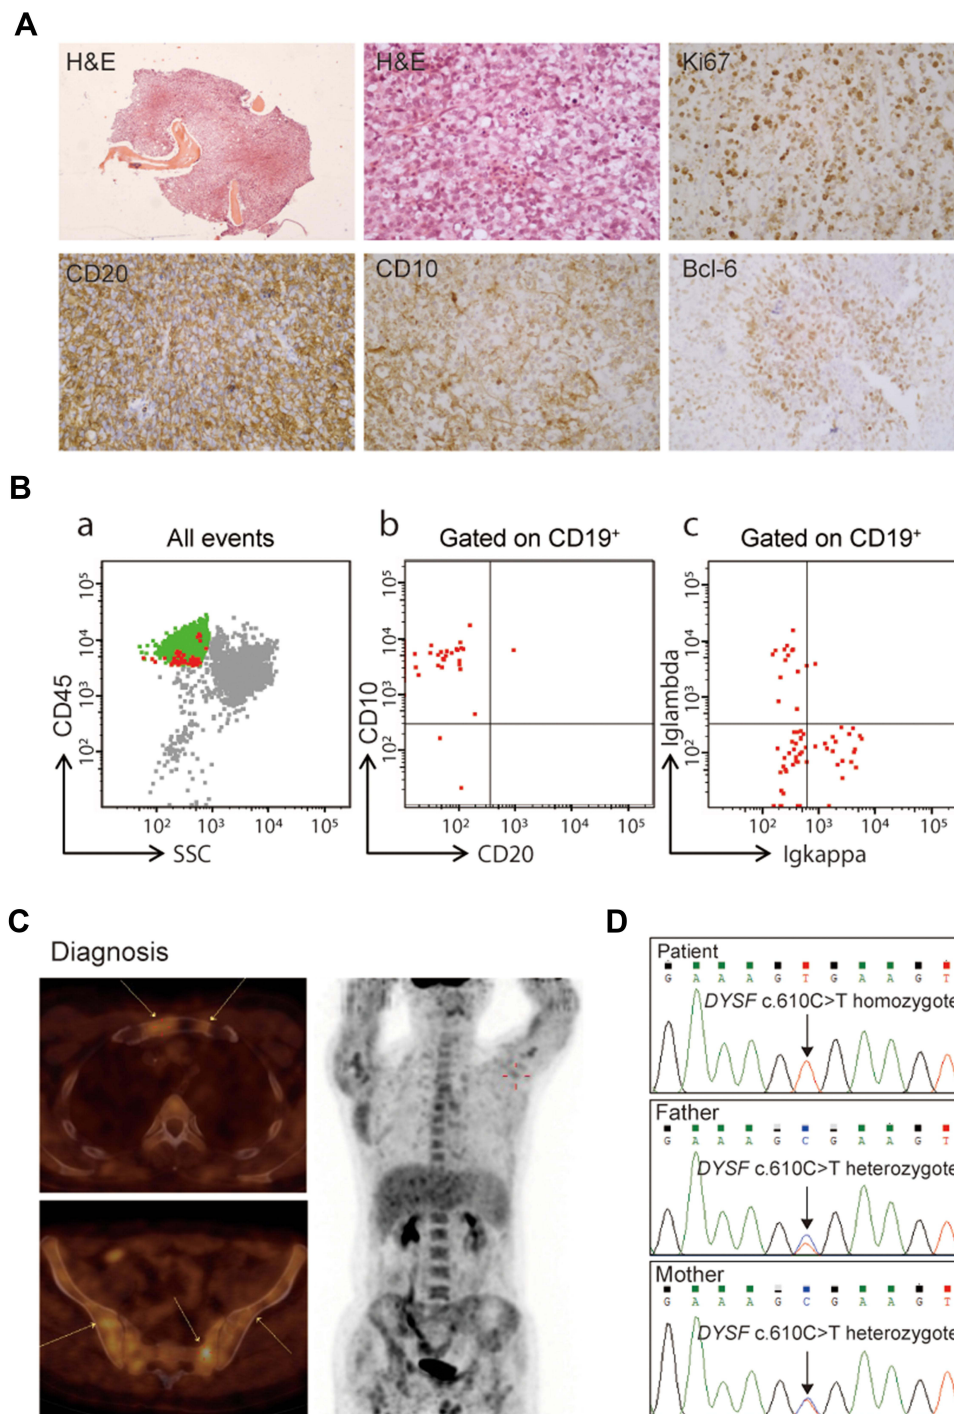 A
H&E
H&E
Ki67
CD20
CD10
Bcl-6
B
a
All events
CD45
10⁵
10⁴
10³
10²
10² 10³ 10⁴ 10⁵
SSC
b
Gated on CD19⁺
CD10
10⁵
10⁴
10³
10²
10² 10³ 10⁴ 10⁵
CD20
c
Gated on CD19⁺
Iglambda
10⁵
10⁴
10³
10²
10² 10³ 10⁴ 10⁵
Igkappa
C
Diagnosis
D
Patient
G A A A G T G A A G T
DYSF c.610C>T homozygote
Father
G A A A G C G A A G T
DYSF c.610C>T heterozygote
Mother
G A A A G C G A A G T
DYSF c.610C>T heterozygote